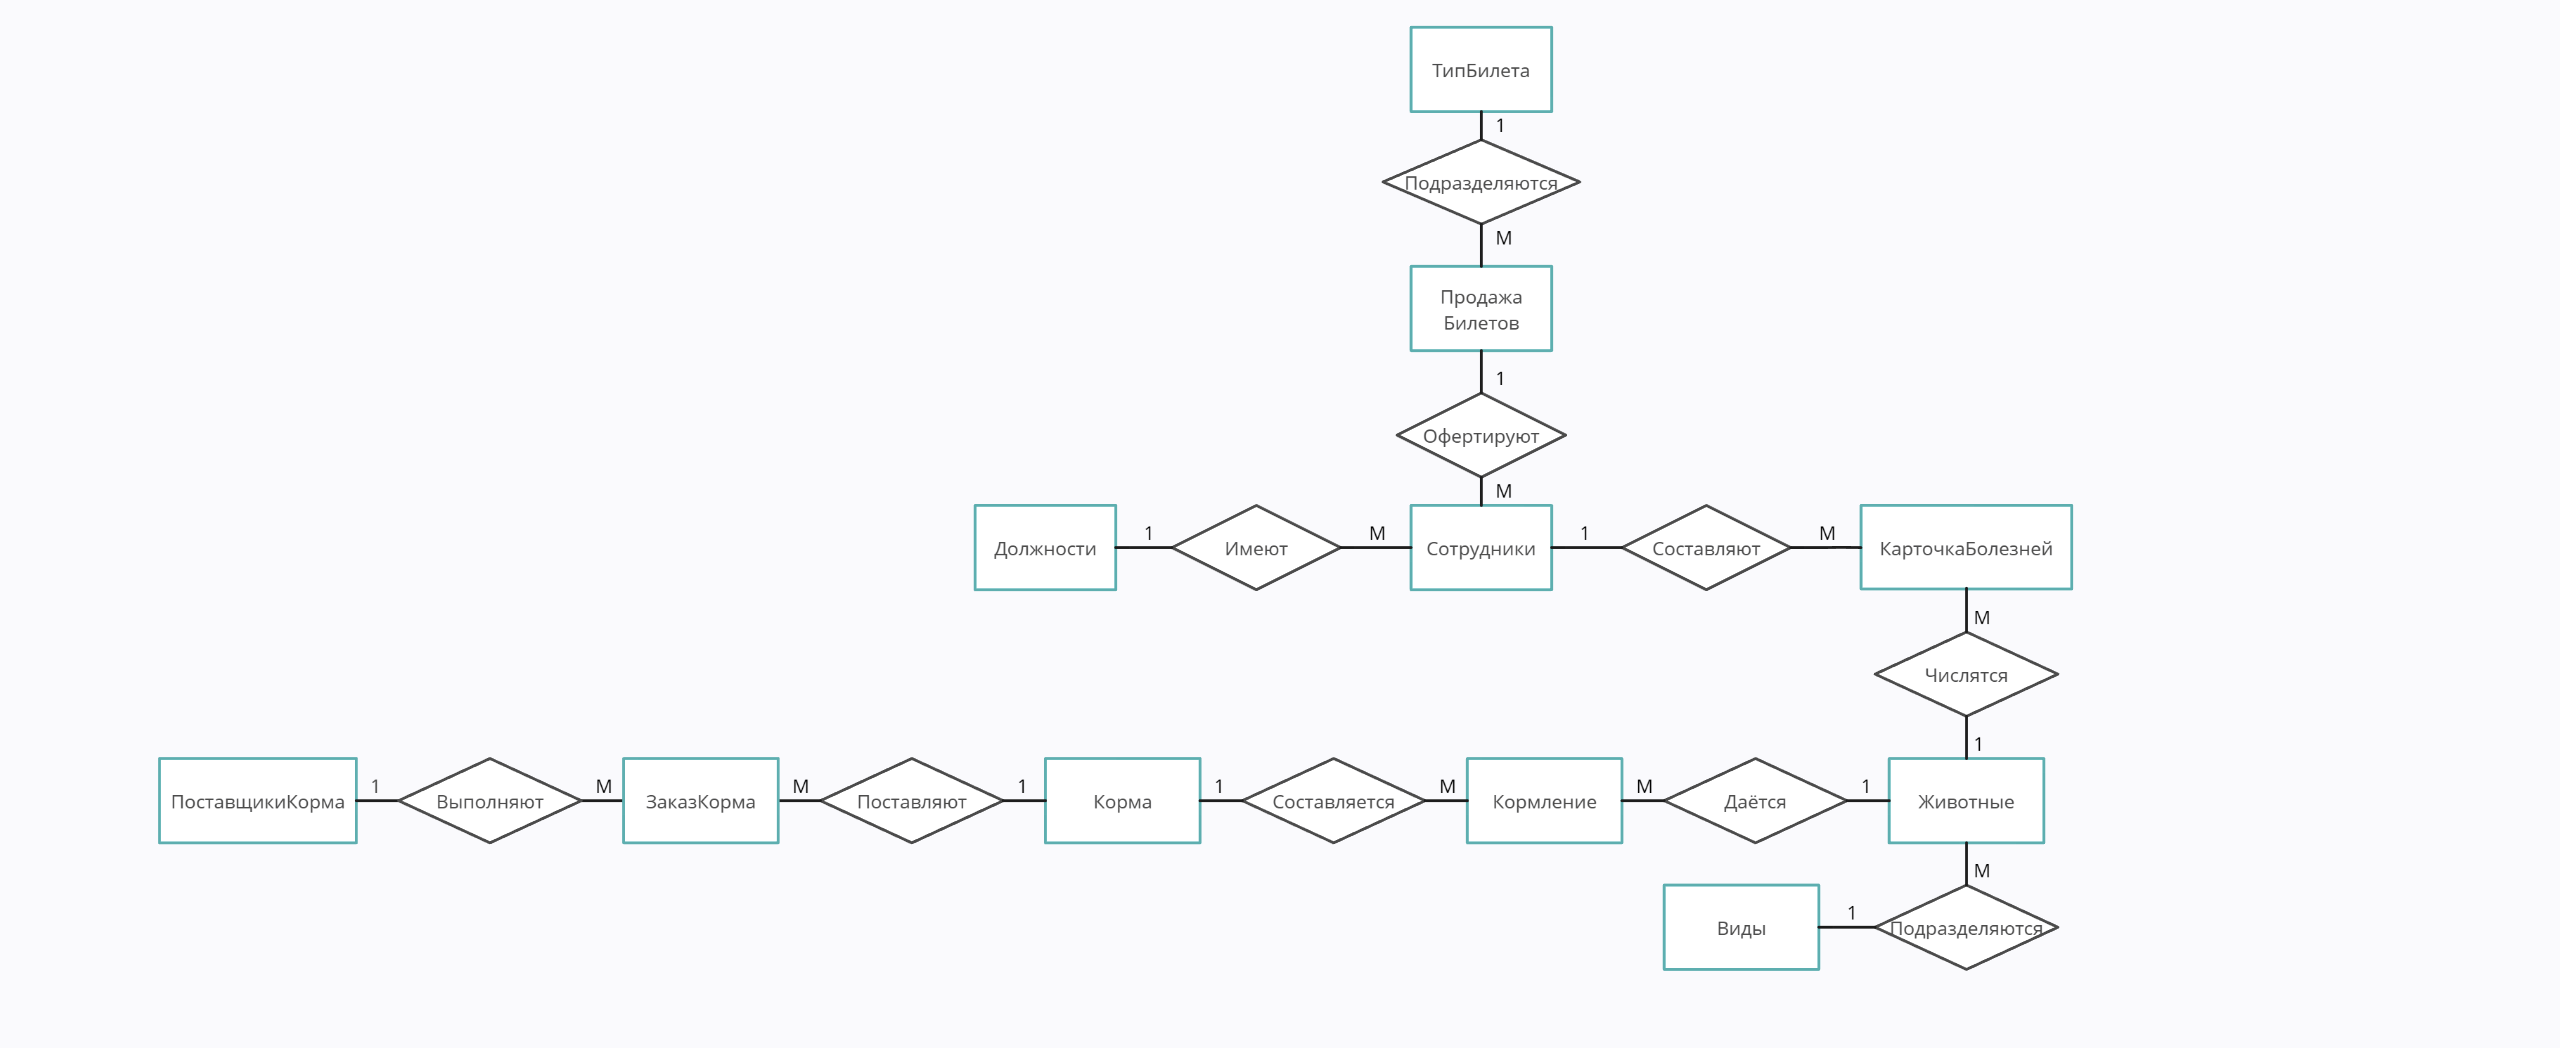 ТипБилета
1
Подразделяются
М
Продажа
Билетов
1
Офертируют
М
Должности
1
Имеют
М
Сотрудники
1
Составляют
М
КарточкаБолезней
М
Числятся
1
ПоставщикиКорма
1
Выполняют
М
ЗаказКорма
М
Поставляют
1
Корма
1
Составляется
М
Кормление
М
Даётся
1
Животные
М
Виды
1
Подразделяются